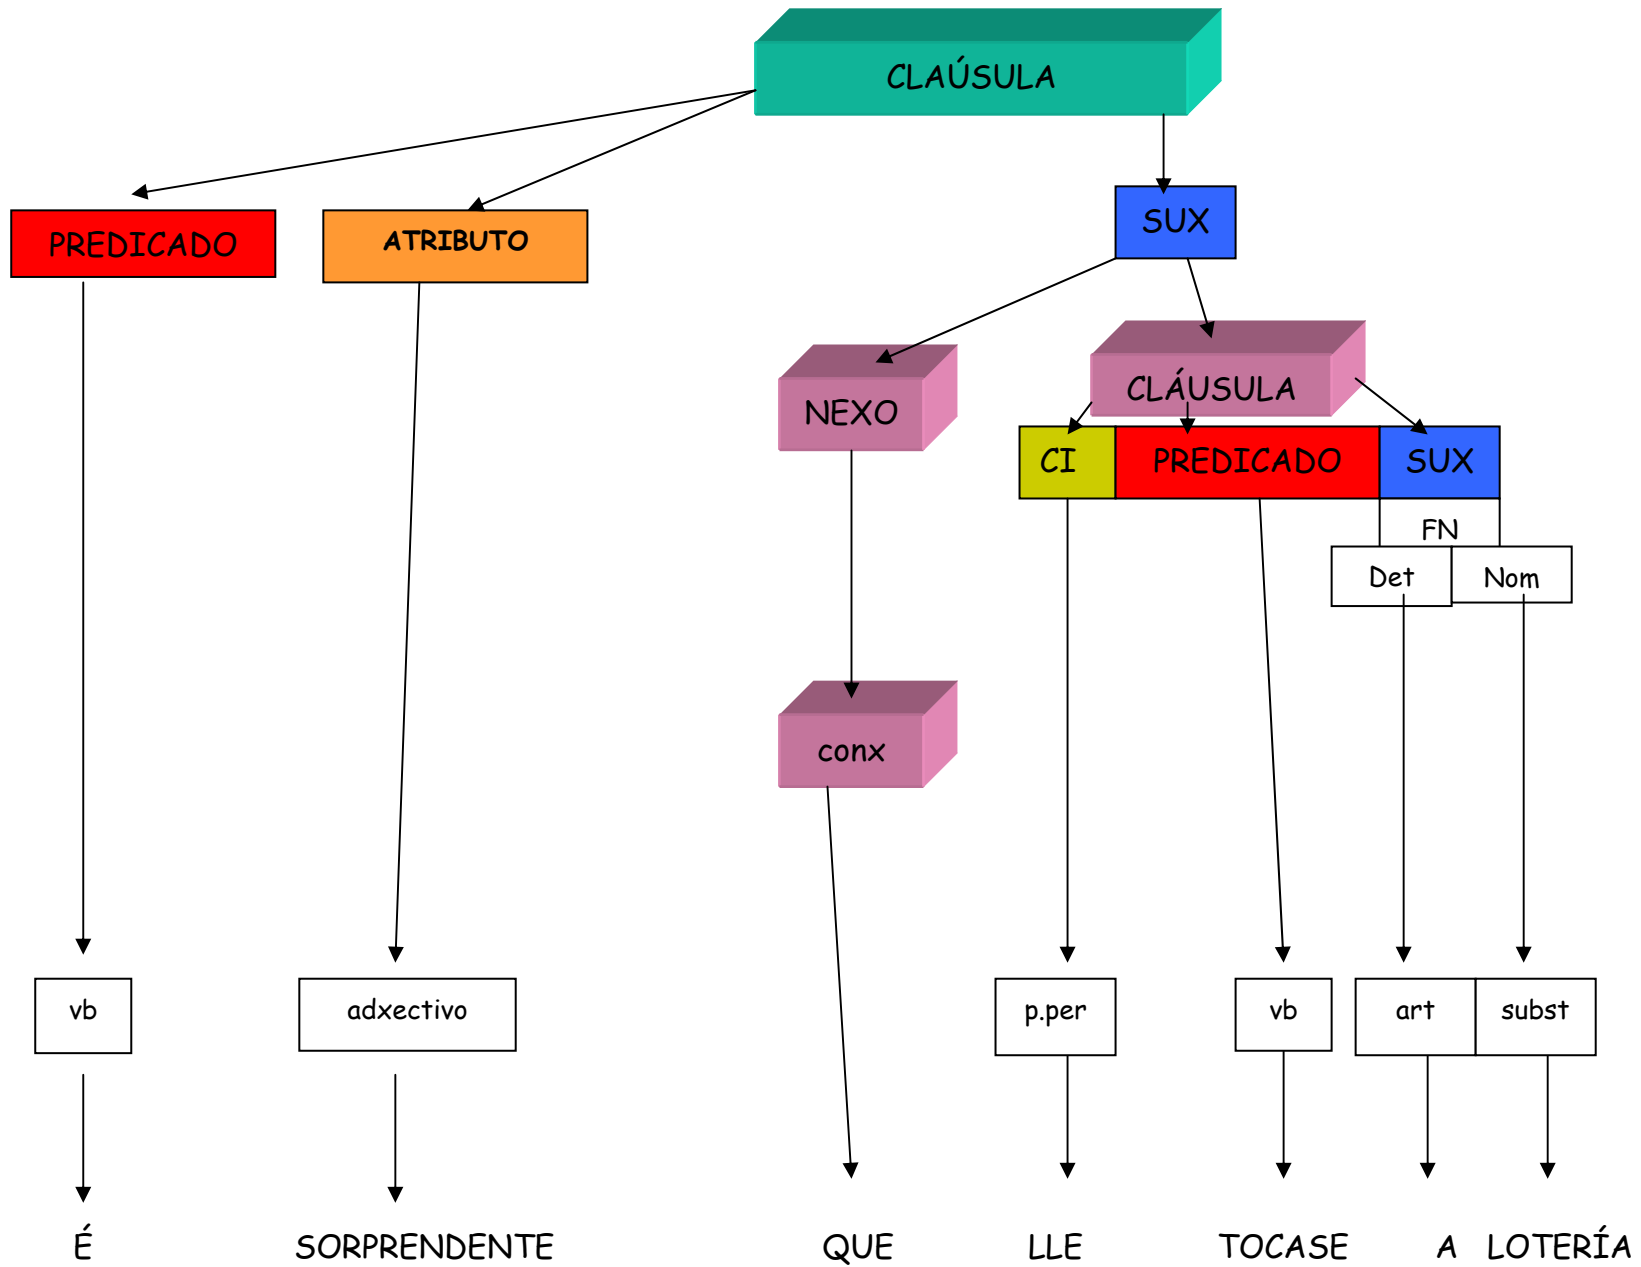 CLAÚSULA
PREDICADO
ATRIBUTO
SUX
NEXO
CLÁUSULA
CI
PREDICADO
SUX
FN
Det
Nom
conx
vb
adxectivo
p.per
vb
art
subst
É SORPRENDENTE QUE LLE TOCASE A LOTERÍA